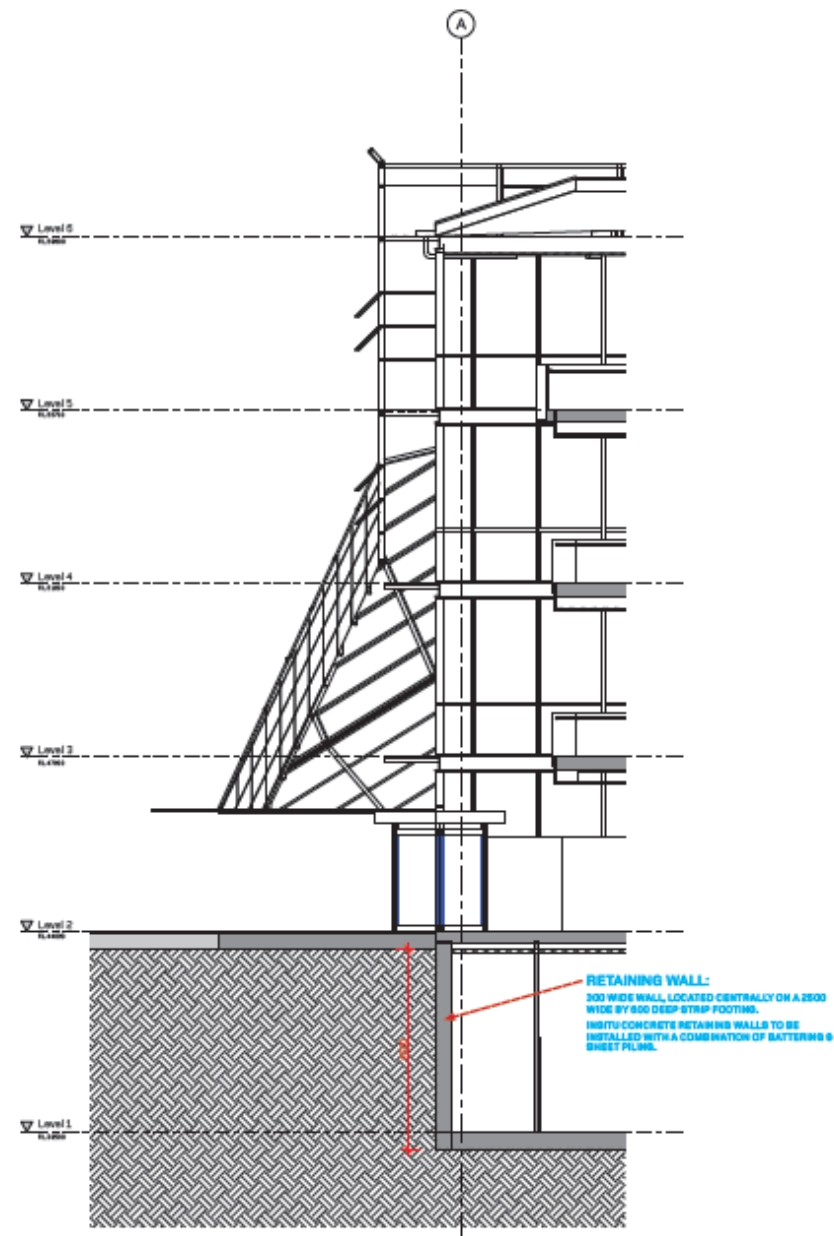 A
Level 6
Level 5
Level 4
Level 3
Level 2
Level 1
RETAINING WALL:
300 WIDE WALL, LOCATED CENTRALLY ON A 2500
WIDE BY 600 DEEP STRIP FOOTING.
INSITU CONCRETE RETAINING WALLS TO BE
INSTALLED WITH A COMBINATION OF BATTERING &
SHEET PILING.